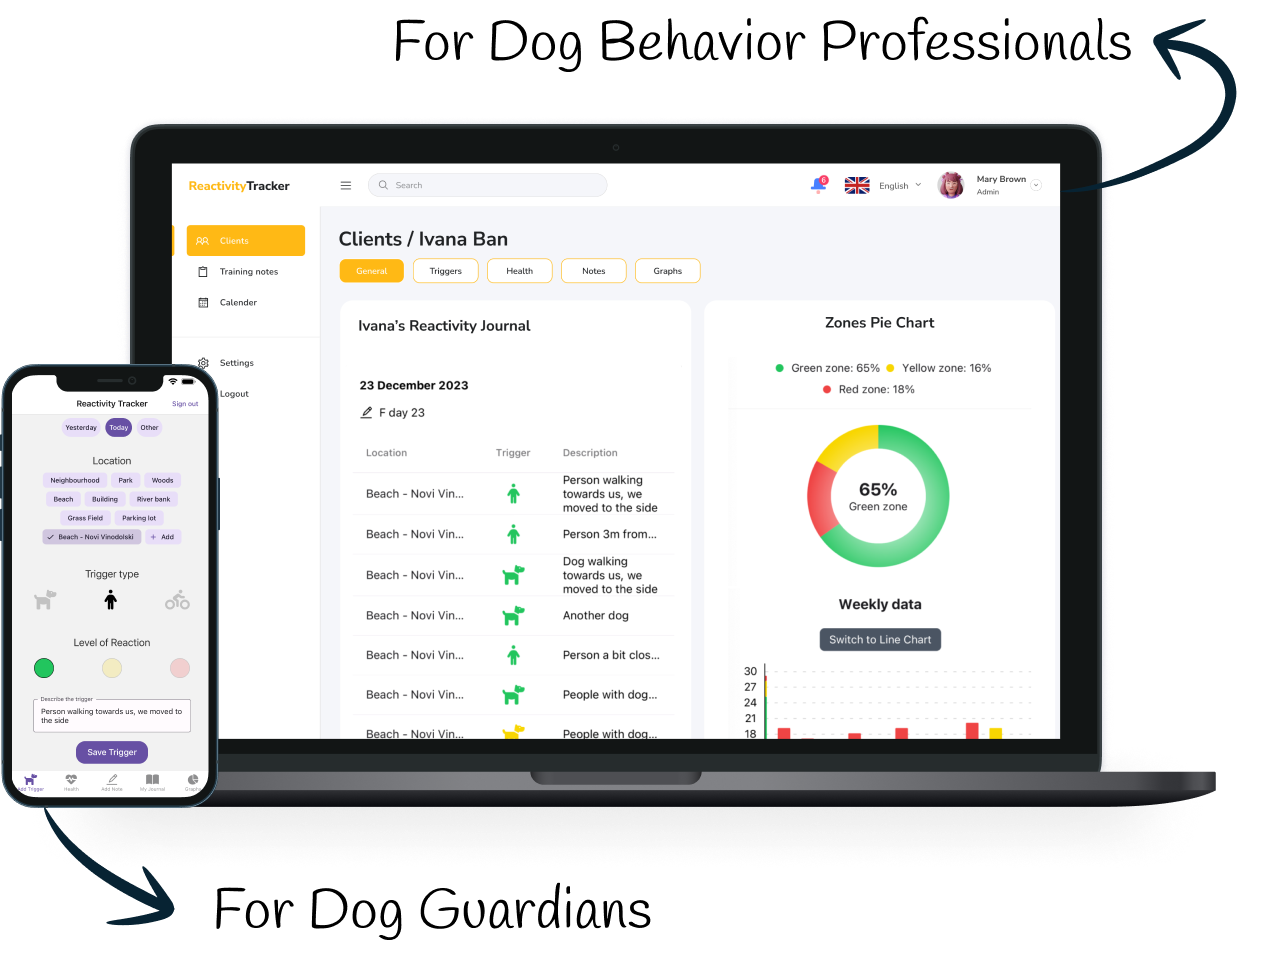 For Dog Behavior Professionals
ReactivityTracker
Search
6
English
Mary Brown
Admin
Clients
Training notes
Calender
Settings
Logout
Clients / Ivana Ban
General
Triggers
Health
Notes
Graphs
Ivana's Reactivity Journal
23 December 2023
F day 23
Location Trigger Description
Beach - Novi Vin...
Person walking
towards us, we
moved to the side
Beach - Novi Vin... Person 3m from...
Beach - Novi Vin...
Dog walking
towards us, we
moved to the side
Beach - Novi Vin... Another dog
Beach - Novi Vin... Person a bit clos...
Beach - Novi Vin... People with dog...
Beach - Novi Vin... People with dog...
Zones Pie Chart
Green zone: 65% Yellow zone: 16%
Red zone: 18%
65%
Green zone
Weekly data
Switch to Line Chart
30
27
24
21
18
Reactivity Tracker
Sign out
Yesterday Today Other
Location
Neighbourhood Park Woods
Beach Building River bank
Grass Field Parking lot
Beach - Novi Vinodolski + Add
Trigger type
Level of Reaction
Describe the trigger
Person walking towards us, we moved to
the side
Save Trigger
Add Trigger Health Add Note My Journal Graphs
For Dog Guardians